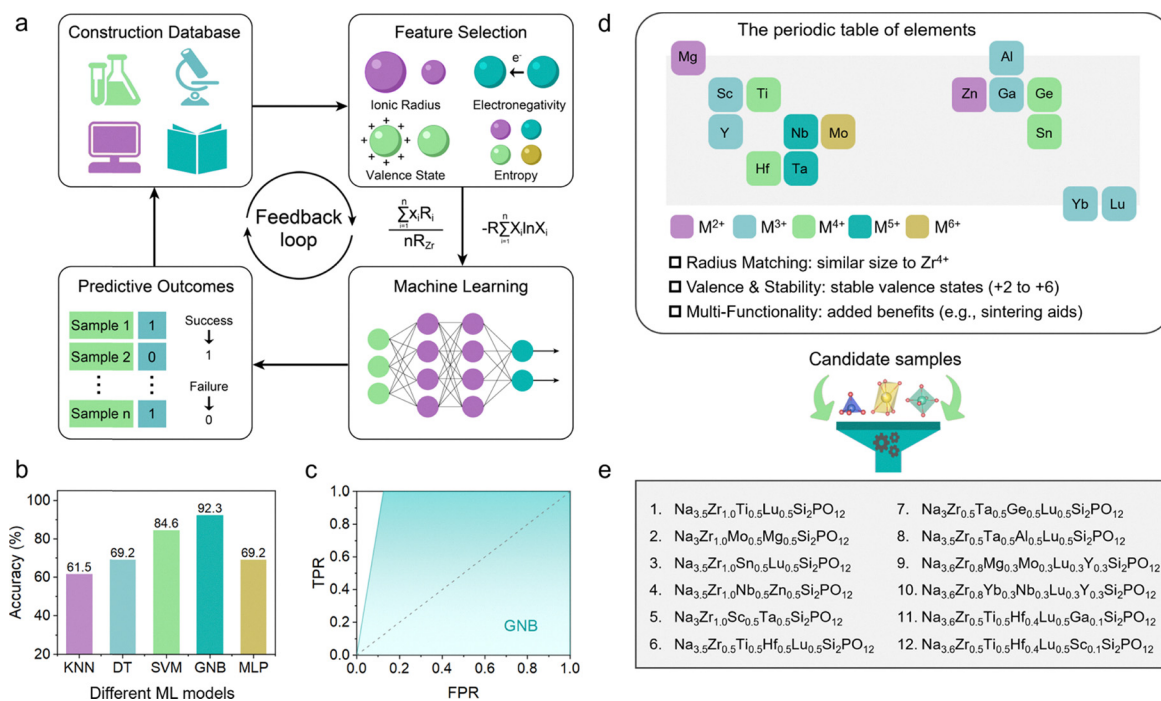 a
Construction Database
Feature Selection
Ionic Radius
e⁻
Electronegativity
+ + + + + + + +
Valence State
Entropy
Feedback
loop
n
∑xᵢRᵢ
i=1
nR_Zr
-R∑XᵢlnXᵢ
n
i=1
Predictive Outcomes
Sample 1 1
Sample 2 0
⋮ ⋮
Sample n 1
Success
1
Failure
0
Machine Learning
b
Accuracy (%)
100
80
60
40
20
61.5
69.2
84.6
92.3
69.2
KNN DT SVM GNB MLP
Different ML models
c
TPR
1.0
0.8
0.6
0.4
0.2
0.0
GNB
0.0 0.2 0.4 0.6 0.8 1.0
FPR
d
The periodic table of elements
Mg Al
Sc Ti Zn Ga Ge
Y Nb Mo Sn
Hf Ta
Yb Lu
M²⁺ M³⁺ M⁴⁺ M⁵⁺ M⁶⁺
Radius Matching: similar size to Zr⁴⁺
Valence & Stability: stable valence states (+2 to +6)
Multi-Functionality: added benefits (e.g., sintering aids)
Candidate samples
e
1. Na₃.₅Zr₁.₀Ti₀.₅Lu₀.₅Si₂PO₁₂
2. Na₃Zr₁.₀Mo₀.₅Mg₀.₅Si₂PO₁₂
3. Na₃.₅Zr₁.₀Sn₀.₅Lu₀.₅Si₂PO₁₂
4. Na₃.₅Zr₁.₀Nb₀.₅Zn₀.₅Si₂PO₁₂
5. Na₃Zr₁.₀Sc₀.₅Ta₀.₅Si₂PO₁₂
6. Na₃.₅Zr₀.₅Ti₀.₅Hf₀.₅Lu₀.₅Si₂PO₁₂
7. Na₃Zr₀.₅Ta₀.₅Ge₀.₅Lu₀.₅Si₂PO₁₂
8. Na₃.₅Zr₀.₅Ta₀.₅Al₀.₅Lu₀.₅Si₂PO₁₂
9. Na₃.₆Zr₀.₈Mg₀.₃Mo₀.₃Lu₀.₃Y₀.₃Si₂PO₁₂
10. Na₃.₆Zr₀.₈Yb₀.₃Nb₀.₃Lu₀.₃Y₀.₃Si₂PO₁₂
11. Na₃.₆Zr₀.₅Ti₀.₅Hf₀.₄Lu₀.₅Ga₀.₁Si₂PO₁₂
12. Na₃.₆Zr₀.₅Ti₀.₅Hf₀.₄Lu₀.₅Sc₀.₁Si₂PO₁₂